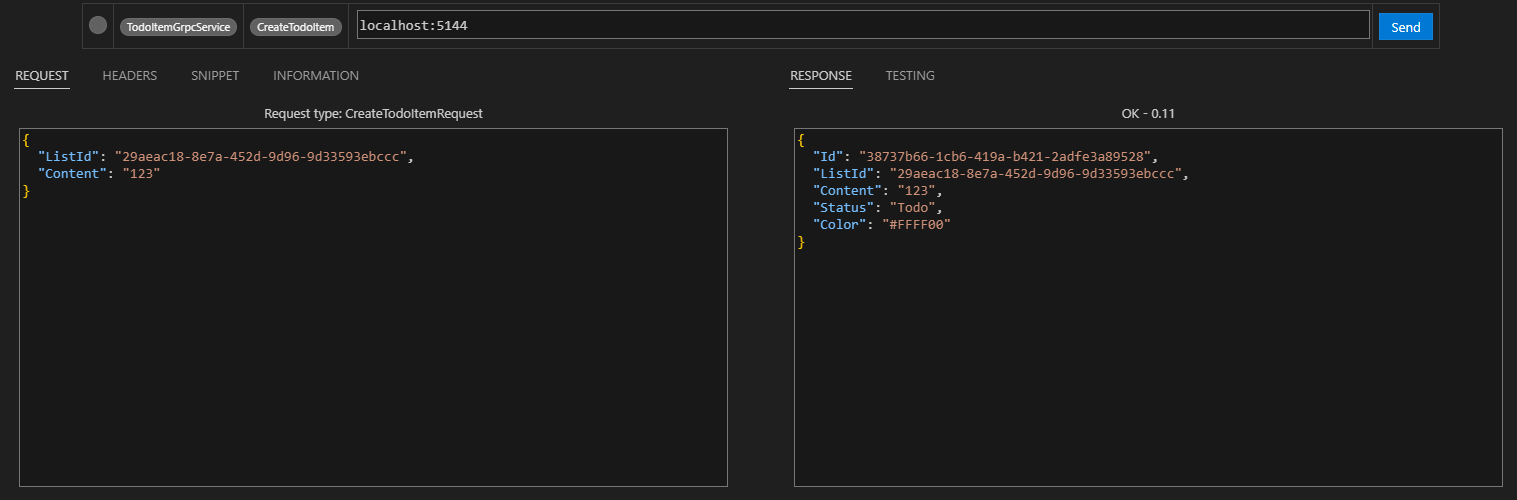 TodoItemGrpcService CreateTodoItem localhost:5144 Send
REQUEST HEADERS SNIPPET INFORMATION
Request type: CreateTodoItemRequest
{
  "ListId": "29aeac18-8e7a-452d-9d96-9d33593ebccc",
  "Content": "123"
}
RESPONSE TESTING
OK - 0.11
{
  "Id": "38737b66-1cb6-419a-b421-2adfe3a89528",
  "ListId": "29aeac18-8e7a-452d-9d96-9d33593ebccc",
  "Content": "123",
  "Status": "Todo",
  "Color": "#FFFF00"
}